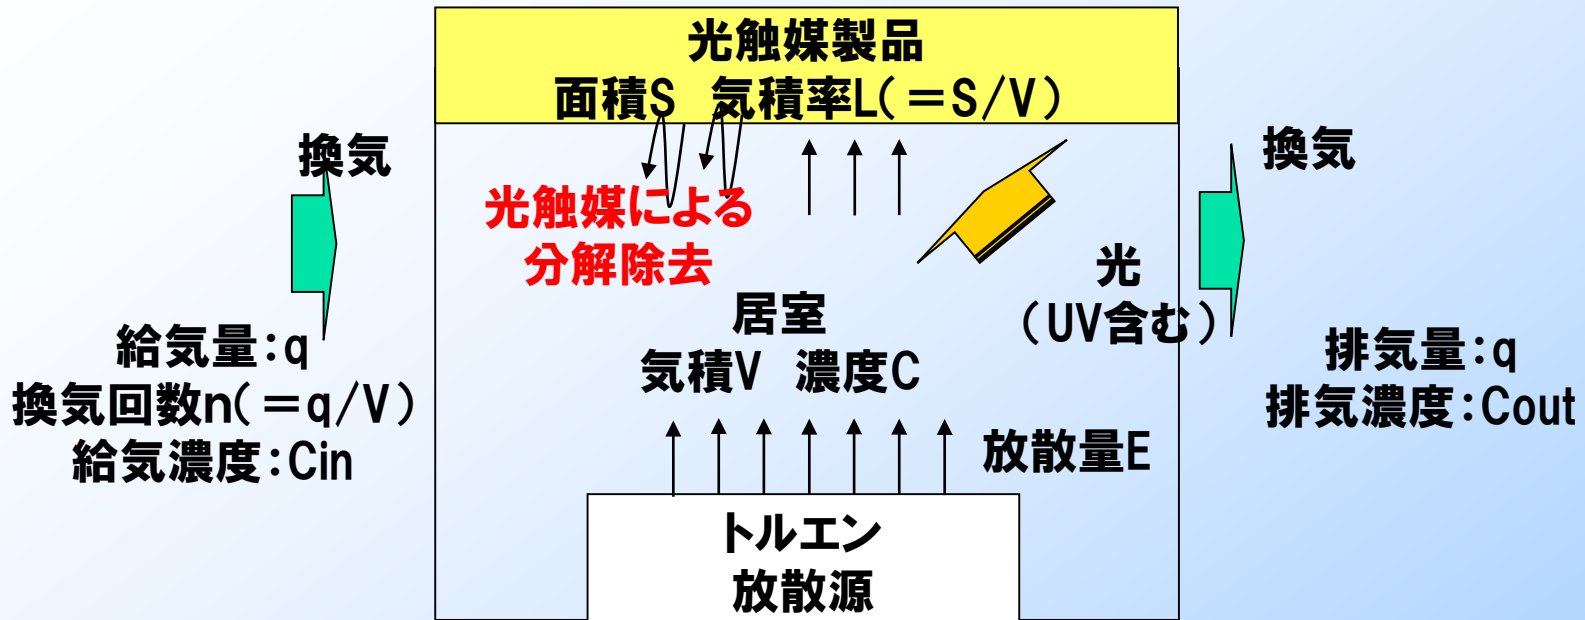 光触媒製品
面積S 気積率L(=S/V)
換気
換気
光触媒による
分解除去
光
(UV含む)
居室
気積V 濃度C
給気量:q
換気回数n(=q/V)
給気濃度:Cin
排気量:q
排気濃度:Cout
放散量E
トルエン
放散源